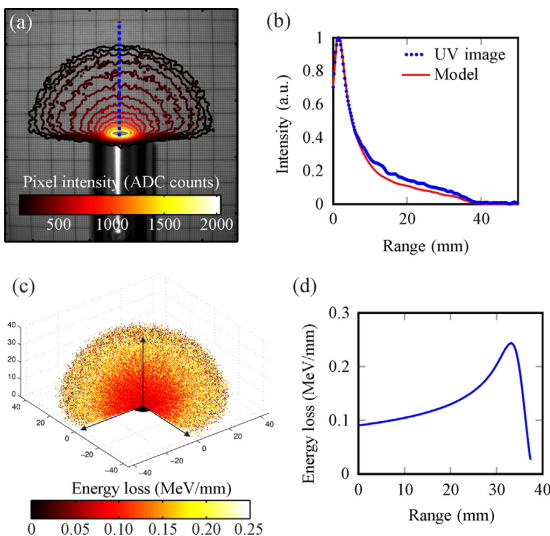 (a)
Pixel intensity (ADC counts)
500 1000 1500 2000
(b)
1
0.8
0.6
0.4
0.2
0
Intensity (a.u.)
UV image
Model
0 20 40
Range (mm)
(c)
40
30
20
10
0
40
20
0
−20
−40
−40
−20
0
20
40
Energy loss (MeV/mm)
0 0.05 0.10 0.15 0.20 0.25
(d)
0.3
0.2
0.1
0
Energy loss (MeV/mm)
0 10 20 30 40
Range (mm)